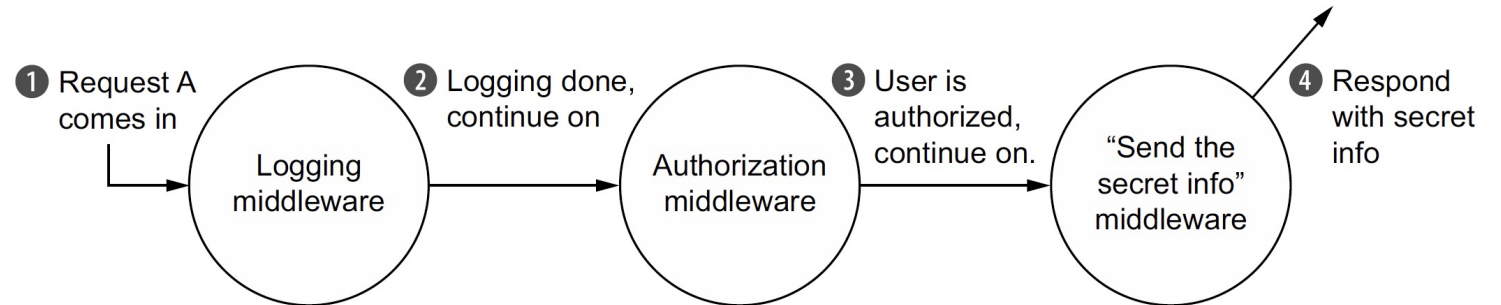 1 Request A
comes in
Logging
middleware
2 Logging done,
continue on
Authorization
middleware
3 User is
authorized,
continue on.
“Send the
secret info”
middleware
4 Respond
with secret
info